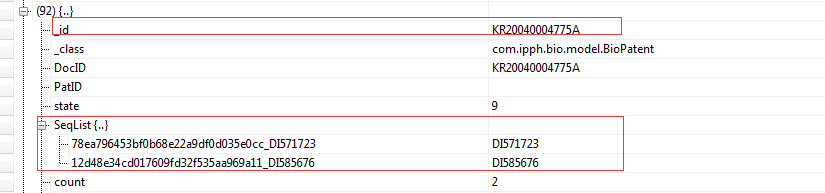 (92) {..}
_id KR20040004775A
_class com.ipph.bio.model.BioPatent
DocID KR20040004775A
PatID
state 9
SeqList {..}
78ea796453bf0b68e22a9df0d035e0cc_DI571723 DI571723
12d48e34cd017609fd32f535aa969a11_DI585676 DI585676
count 2